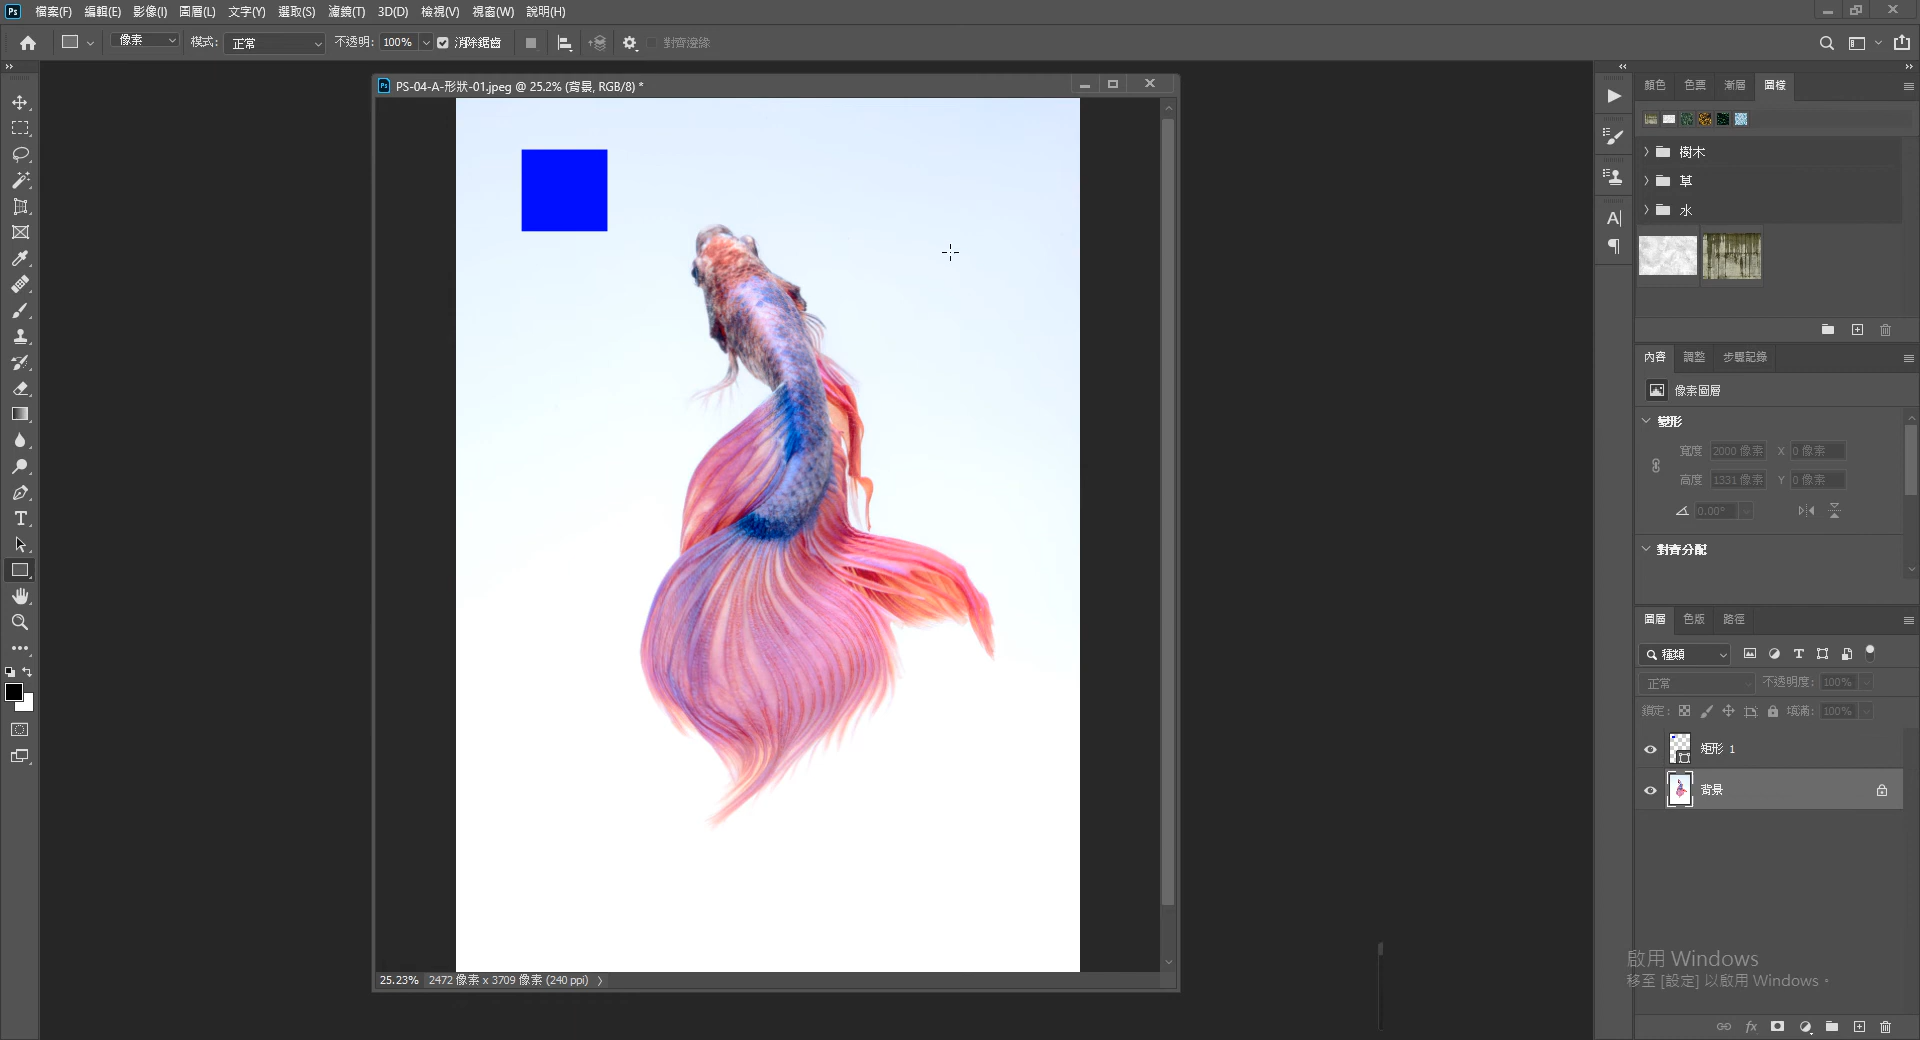 Ps 檔案(F) 編輯(E) 影像(I) 圖層(L) 文字(Y) 選取(S) 濾鏡(T) 3D(D) 檢視(V) 視窗(W) 說明(H)
像素 模式: 正常 不透明: 100% 消除鋸齒 對齊邊緣
Ps PS-04-A-形狀-01.jpeg @ 25.2% (背景, RGB/8) *
顏色 色票 漸層 圖樣
樹木
草
水
內容 調整 步驟記錄
像素圖層
變形
寬度 2000 像素 X 0 像素
高度 1331 像素 Y 0 像素
0.00°
對齊分配
圖層 色版 路徑
種類
正常 不透明度: 100%
鎖定: 填滿: 100%
矩形 1
背景
啟用 Windows
移至 [設定] 以啟用 Windows。
25.23% 2472 像素 x 3709 像素 (240 ppi)
fx